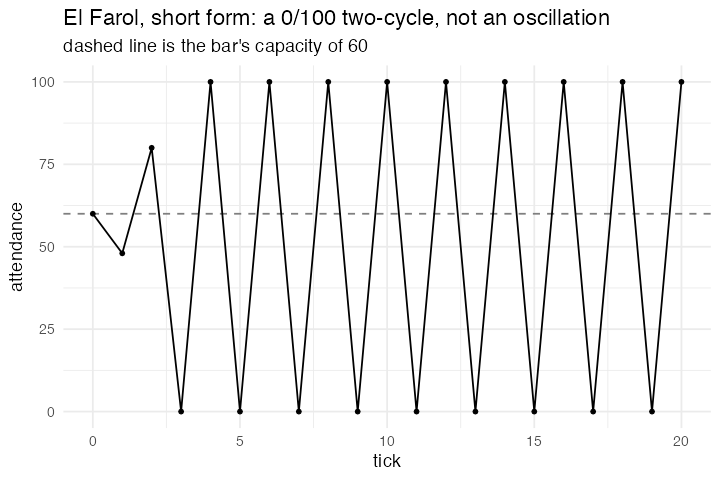 El Farol, short form: a 0/100 two-cycle, not an oscillation
dashed line is the bar's capacity of 60
100
75
50
25
0
attendance
0
5
10
15
20
tick